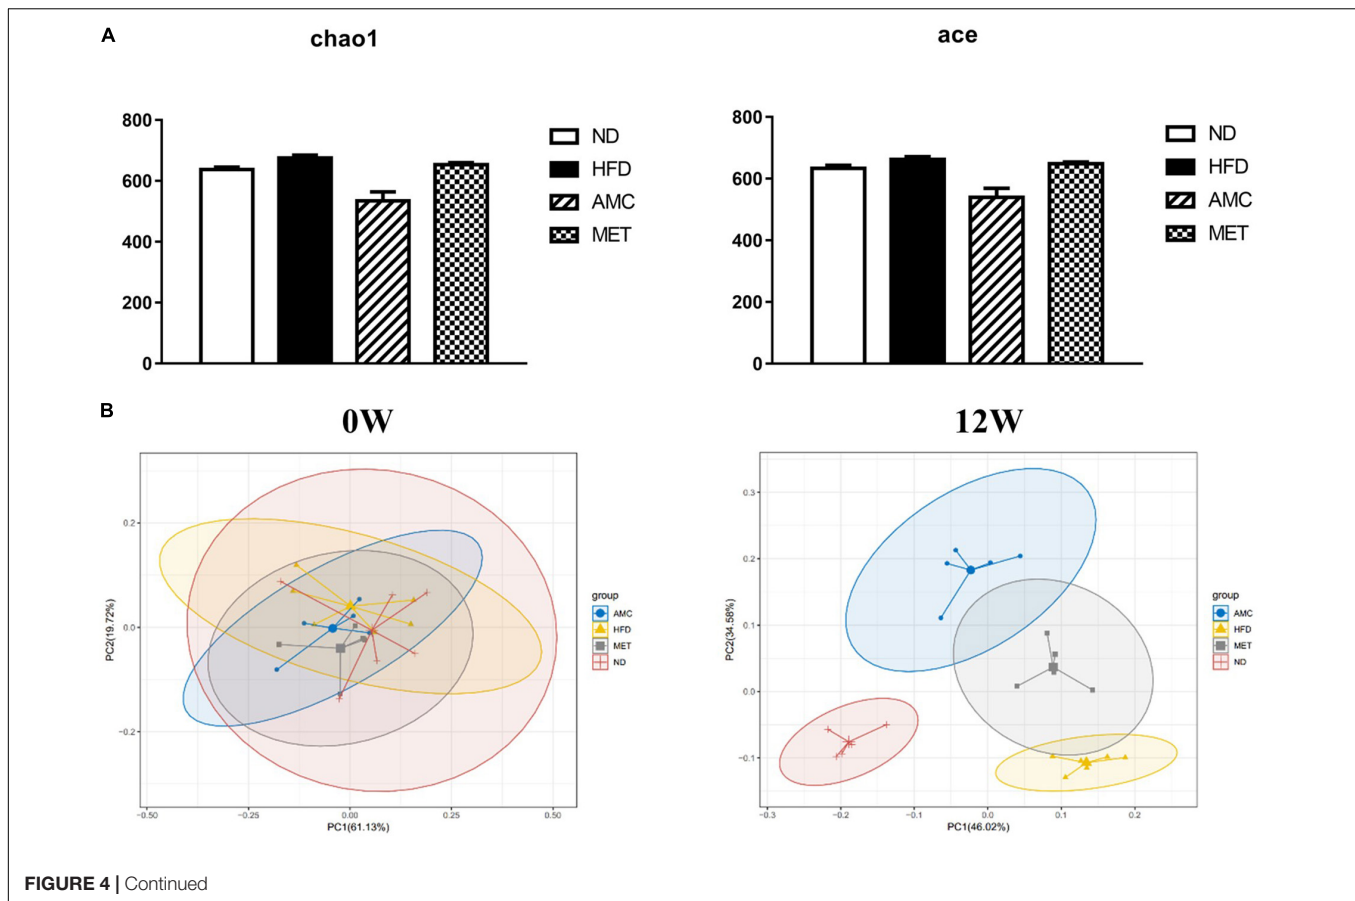 A
chao1
ace
800
600
400
200
0
ND
HFD
AMC
MET
800
600
400
200
0
ND
HFD
AMC
MET
B
0W
12W
PC2(19.72%)
0.2
0.0
−0.2
−0.50
−0.25
0.00
0.25
0.50
PC1(61.13%)
group
AMC
HFD
MET
ND
PC2(34.58%)
0.3
0.2
0.1
0.0
−0.1
−0.3
−0.2
−0.1
0.0
0.1
0.2
PC1(46.02%)
group
AMC
HFD
MET
ND
FIGURE 4 | Continued